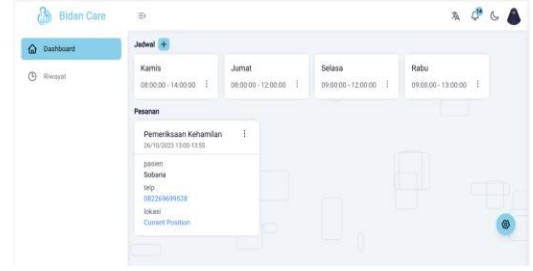 Bidan Care
14
Dashboard
Riwayat
Jadwal +
Kamis
08:00:00 - 14:00:00
Jumat
08:00:00 - 12:00:00
Selasa
09:00:00 - 12:00:00
Rabu
09:00:00 - 13:00:00
Pesanan
Pemeriksaan Kehamilan
26/10/2023 13:00-13:55
pasien
Sobaria
telp
082269699528
lokasi
Current Position